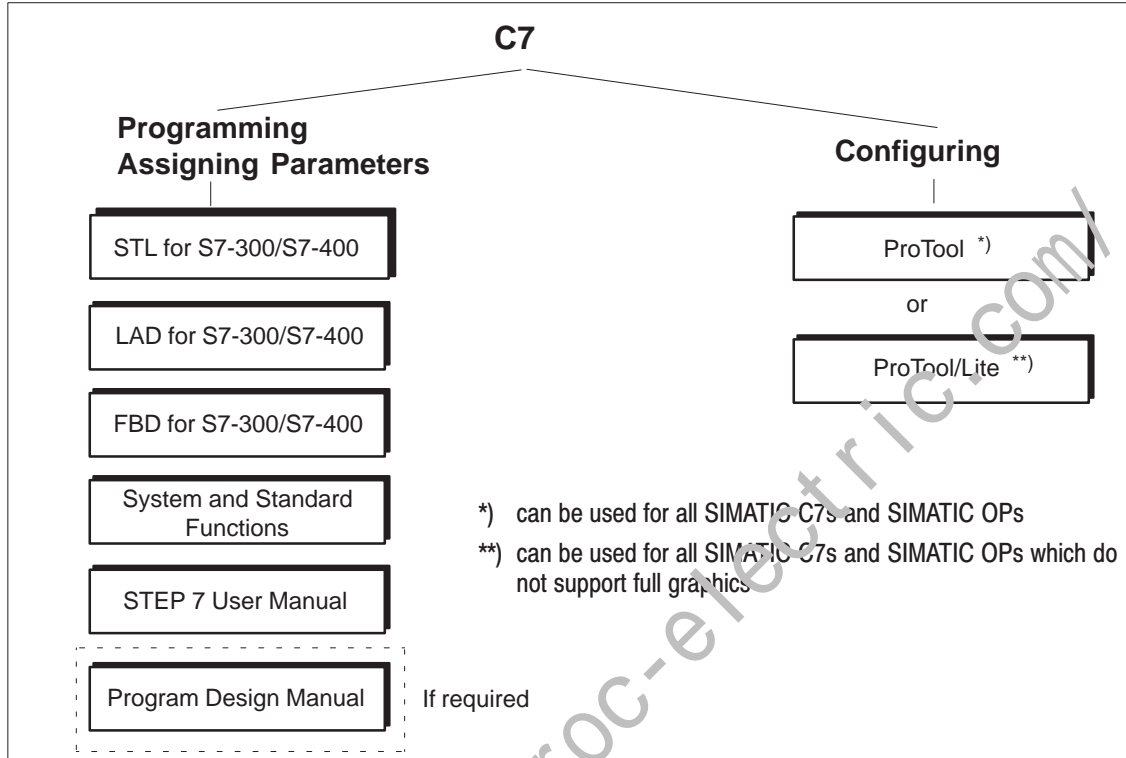 C7
Programming
Assigning Parameters
Configuring
STL for S7-300/S7-400
LAD for S7-300/S7-400
FBD for S7-300/S7-400
System and Standard
Functions
STEP 7 User Manual
Program Design Manual
If required
ProTool *)
or
ProTool/Lite **)
*) can be used for all SIMATIC C7s and SIMATIC OPs
**) can be used for all SIMATIC C7s and SIMATIC OPs which do
not support full graphics
roc-electric.com/